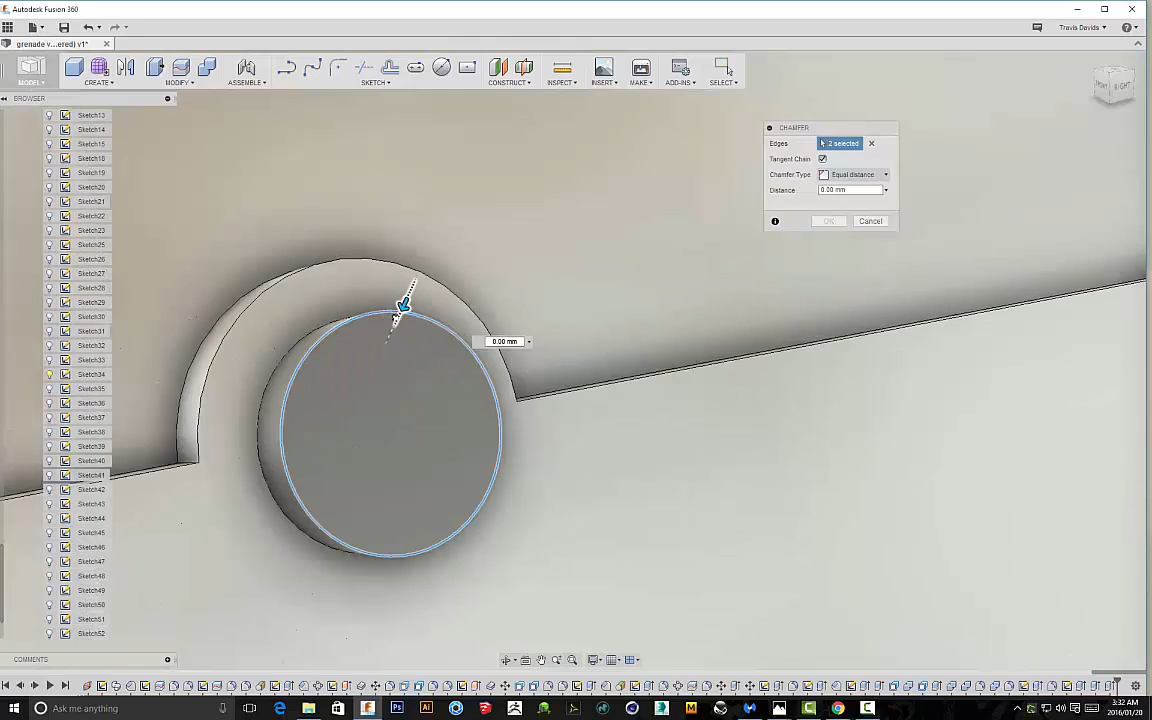 Autodesk Fusion 360
Travis Davids
grenade v...ered) v1*
MODEL
CREATE
MODIFY
ASSEMBLE
SKETCH
CONSTRUCT
INSPECT
INSERT
MAKE
ADD-INS
SELECT
BROWSER
FRONT
RIGHT
Sketch13
Sketch14
Sketch15
Sketch18
Sketch19
Sketch20
Sketch21
Sketch22
Sketch23
Sketch25
Sketch26
Sketch27
Sketch28
Sketch29
Sketch30
Sketch31
Sketch32
Sketch33
Sketch34
Sketch35
Sketch36
Sketch37
Sketch38
Sketch39
Sketch40
Sketch41
Sketch42
Sketch43
Sketch44
Sketch45
Sketch46
Sketch47
Sketch48
Sketch49
Sketch50
Sketch51
Sketch52
CHAMFER
Edges 2 selected
Tangent Chain
Chamfer Type Equal distance
Distance 0.00 mm
OK Cancel
0.00 mm
COMMENTS
Ask me anything
3:32 AM
2016/01/20